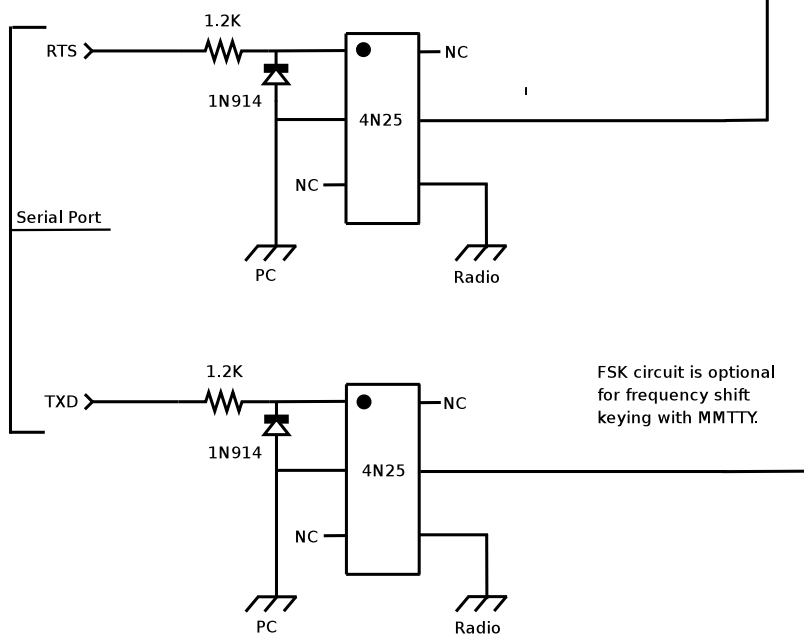 1.2K
RTS
NC
1N914
4N25
NC
Serial Port
PC
Radio
1.2K
FSK circuit is optional
for frequency shift
keying with MMTTY.
TXD
NC
1N914
4N25
NC
PC
Radio